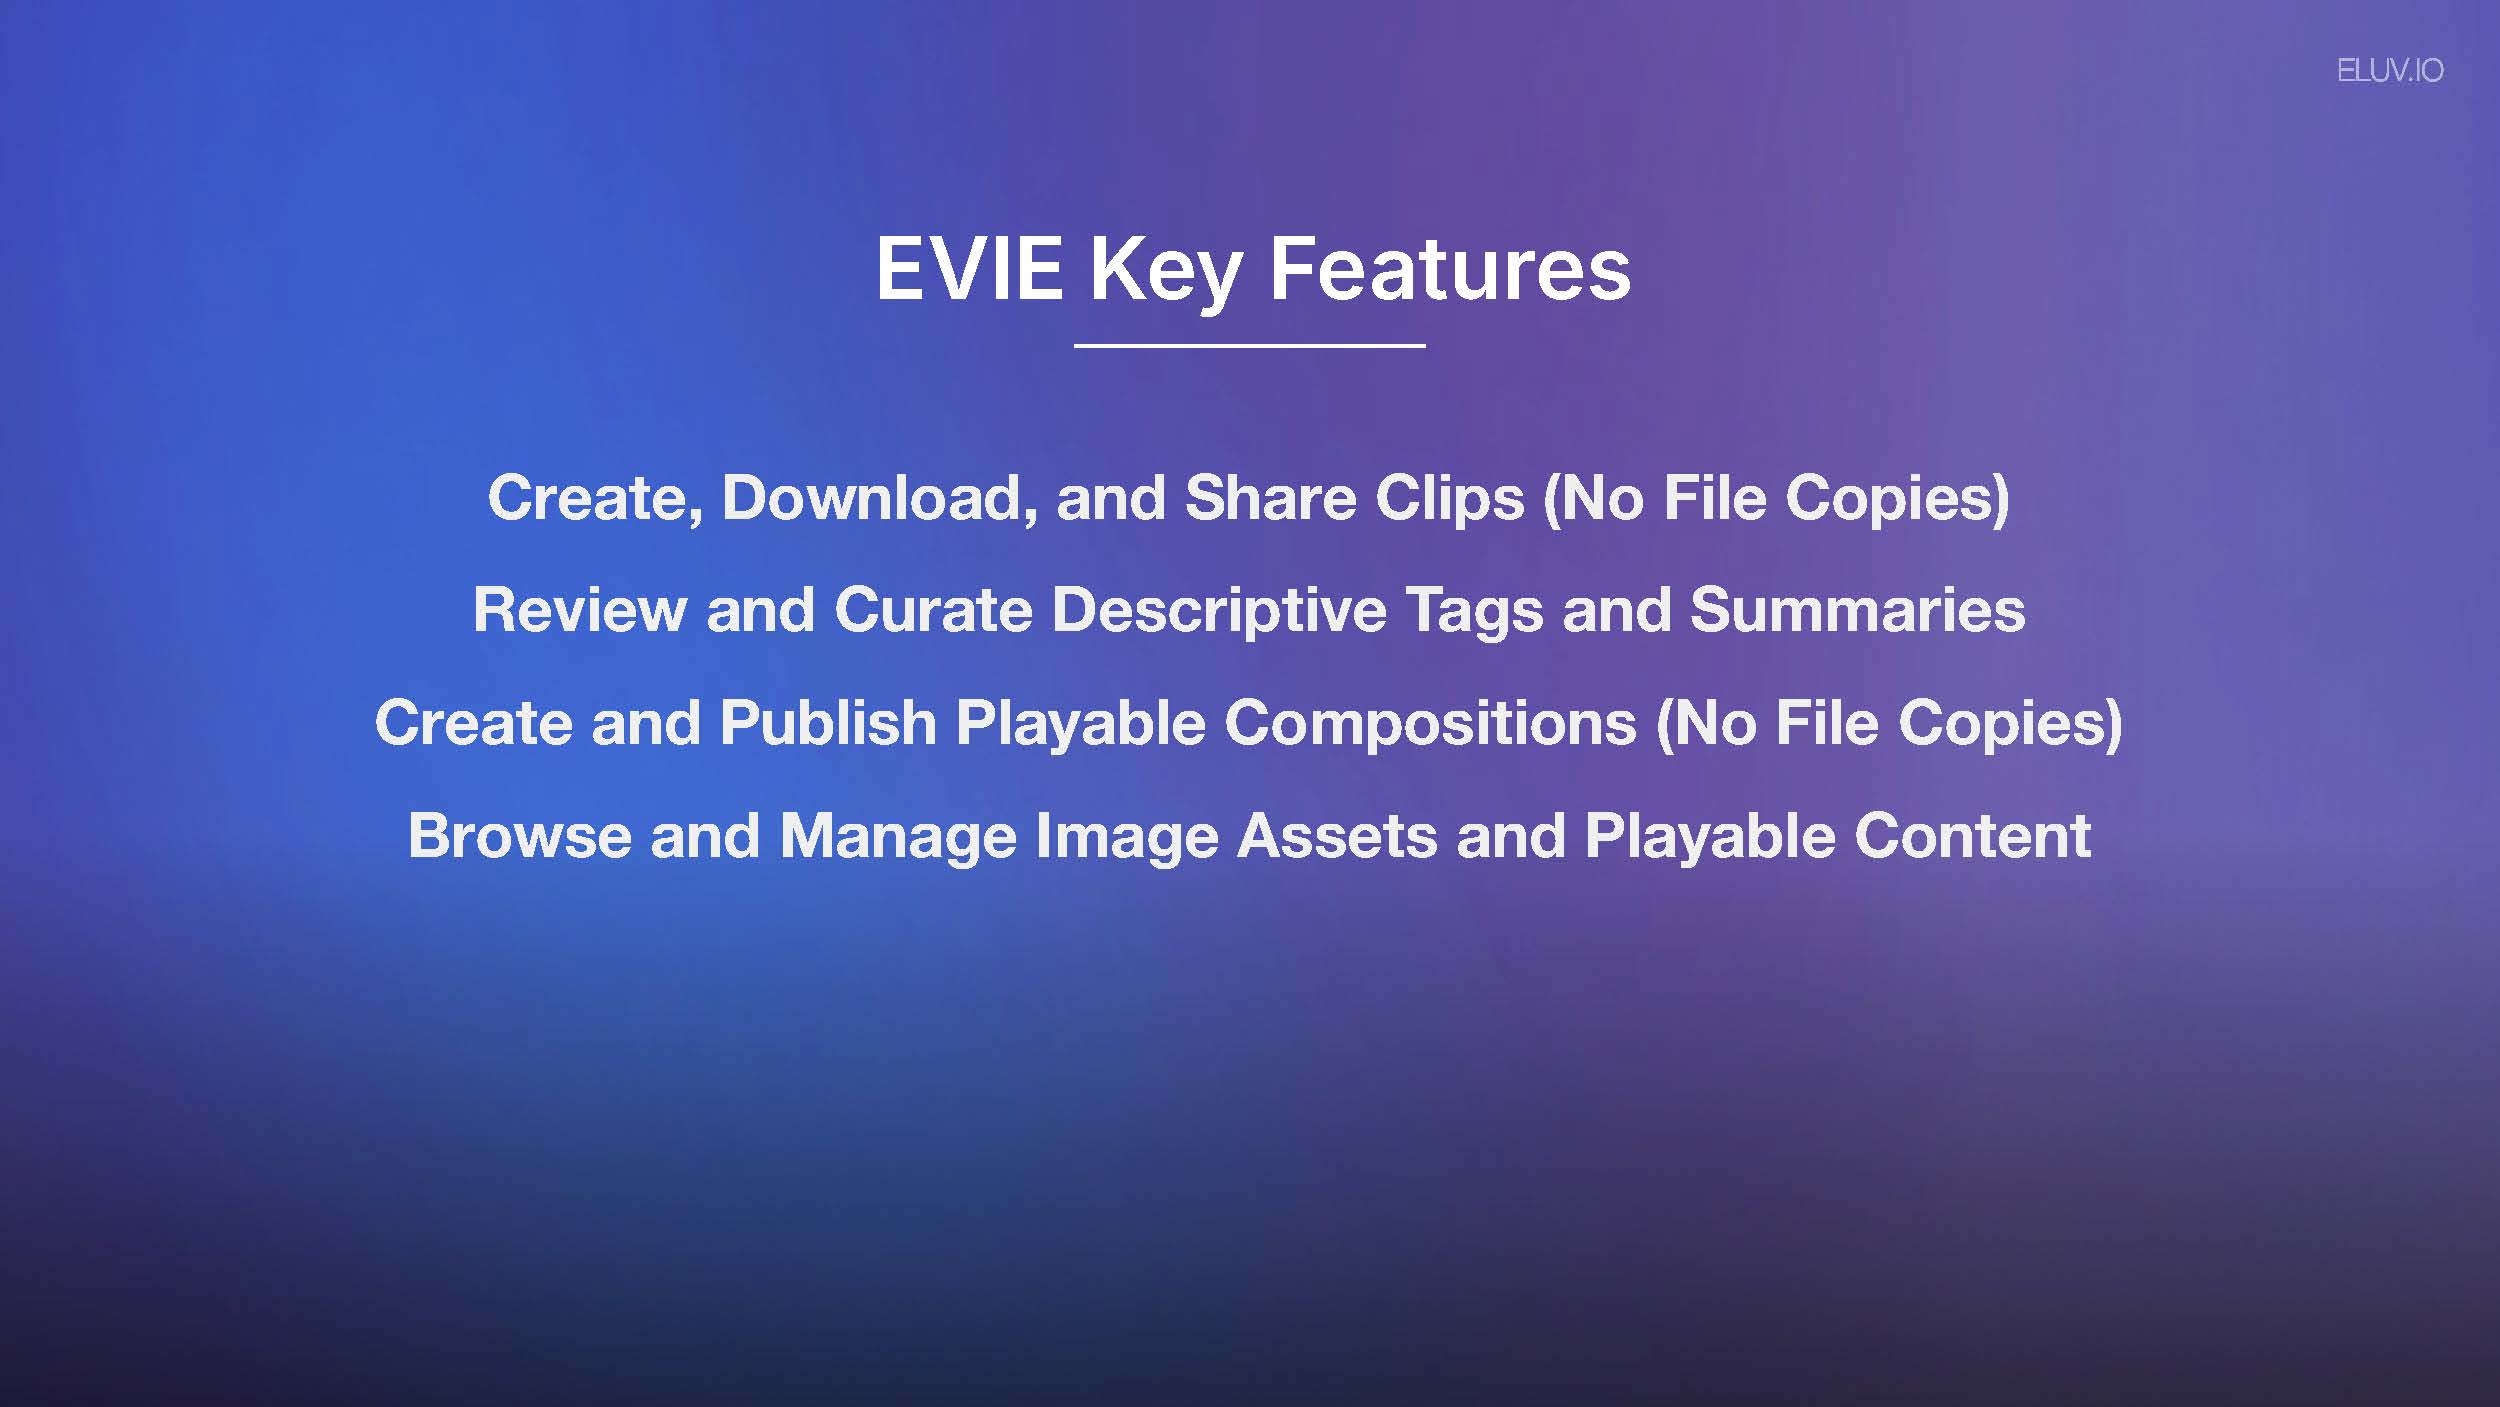 ELUV.IO
EVIE Key Features
Create, Download, and Share Clips (No File Copies)
Review and Curate Descriptive Tags and Summaries
Create and Publish Playable Compositions (No File Copies)
Browse and Manage Image Assets and Playable Content